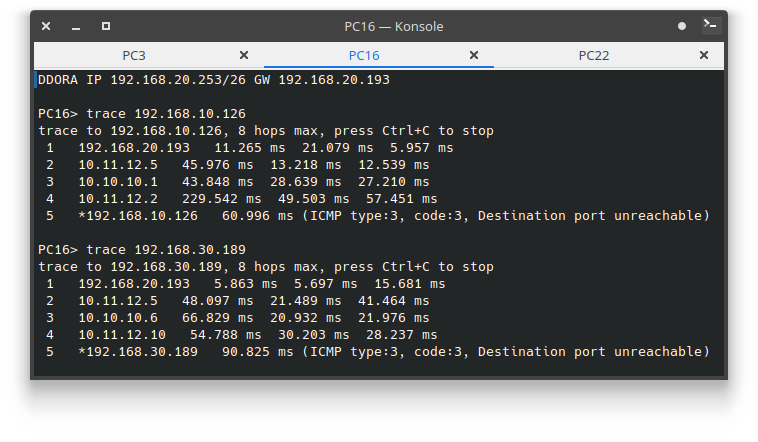 PC16 — Konsole
PC3
PC16
PC22
DDORA IP 192.168.20.253/26 GW 192.168.20.193
PC16> trace 192.168.10.126
trace to 192.168.10.126, 8 hops max, press Ctrl+C to stop
1   192.168.20.193   11.265 ms  21.079 ms  5.957 ms
2   10.11.12.5   45.976 ms  13.218 ms  12.539 ms
3   10.10.10.1   43.848 ms  28.639 ms  27.210 ms
4   10.11.12.2   229.542 ms  49.503 ms  57.451 ms
5   *192.168.10.126   60.996 ms (ICMP type:3, code:3, Destination port unreachable)
PC16> trace 192.168.30.189
trace to 192.168.30.189, 8 hops max, press Ctrl+C to stop
1   192.168.20.193   5.863 ms  5.697 ms  15.681 ms
2   10.11.12.5   48.097 ms  21.489 ms  41.464 ms
3   10.10.10.6   66.829 ms  20.932 ms  21.976 ms
4   10.11.12.10   54.788 ms  30.203 ms  28.237 ms
5   *192.168.30.189   90.825 ms (ICMP type:3, code:3, Destination port unreachable)